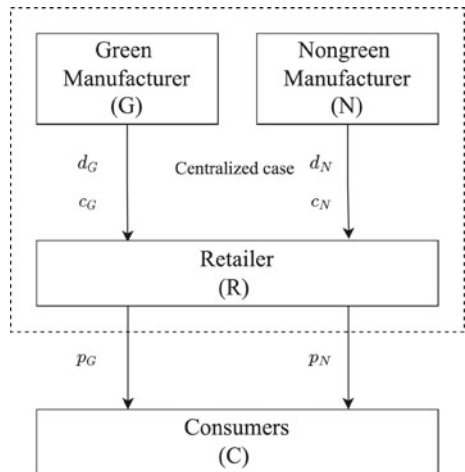 Green
Manufacturer
(G)
Nongreen
Manufacturer
(N)
d_G
Centralized case
d_N
c_G
c_N
Retailer
(R)
p_G
p_N
Consumers
(C)